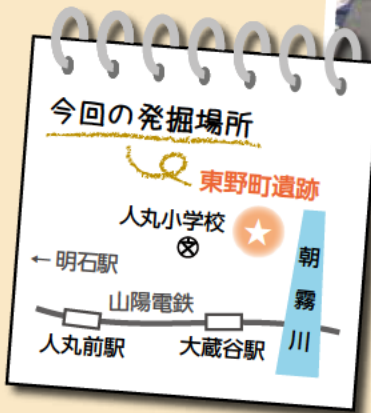 今回の発掘場所
東野町遺跡
人丸小学校
文
← 明石駅
朝霧川
山陽電鉄
人丸前駅
大蔵谷駅